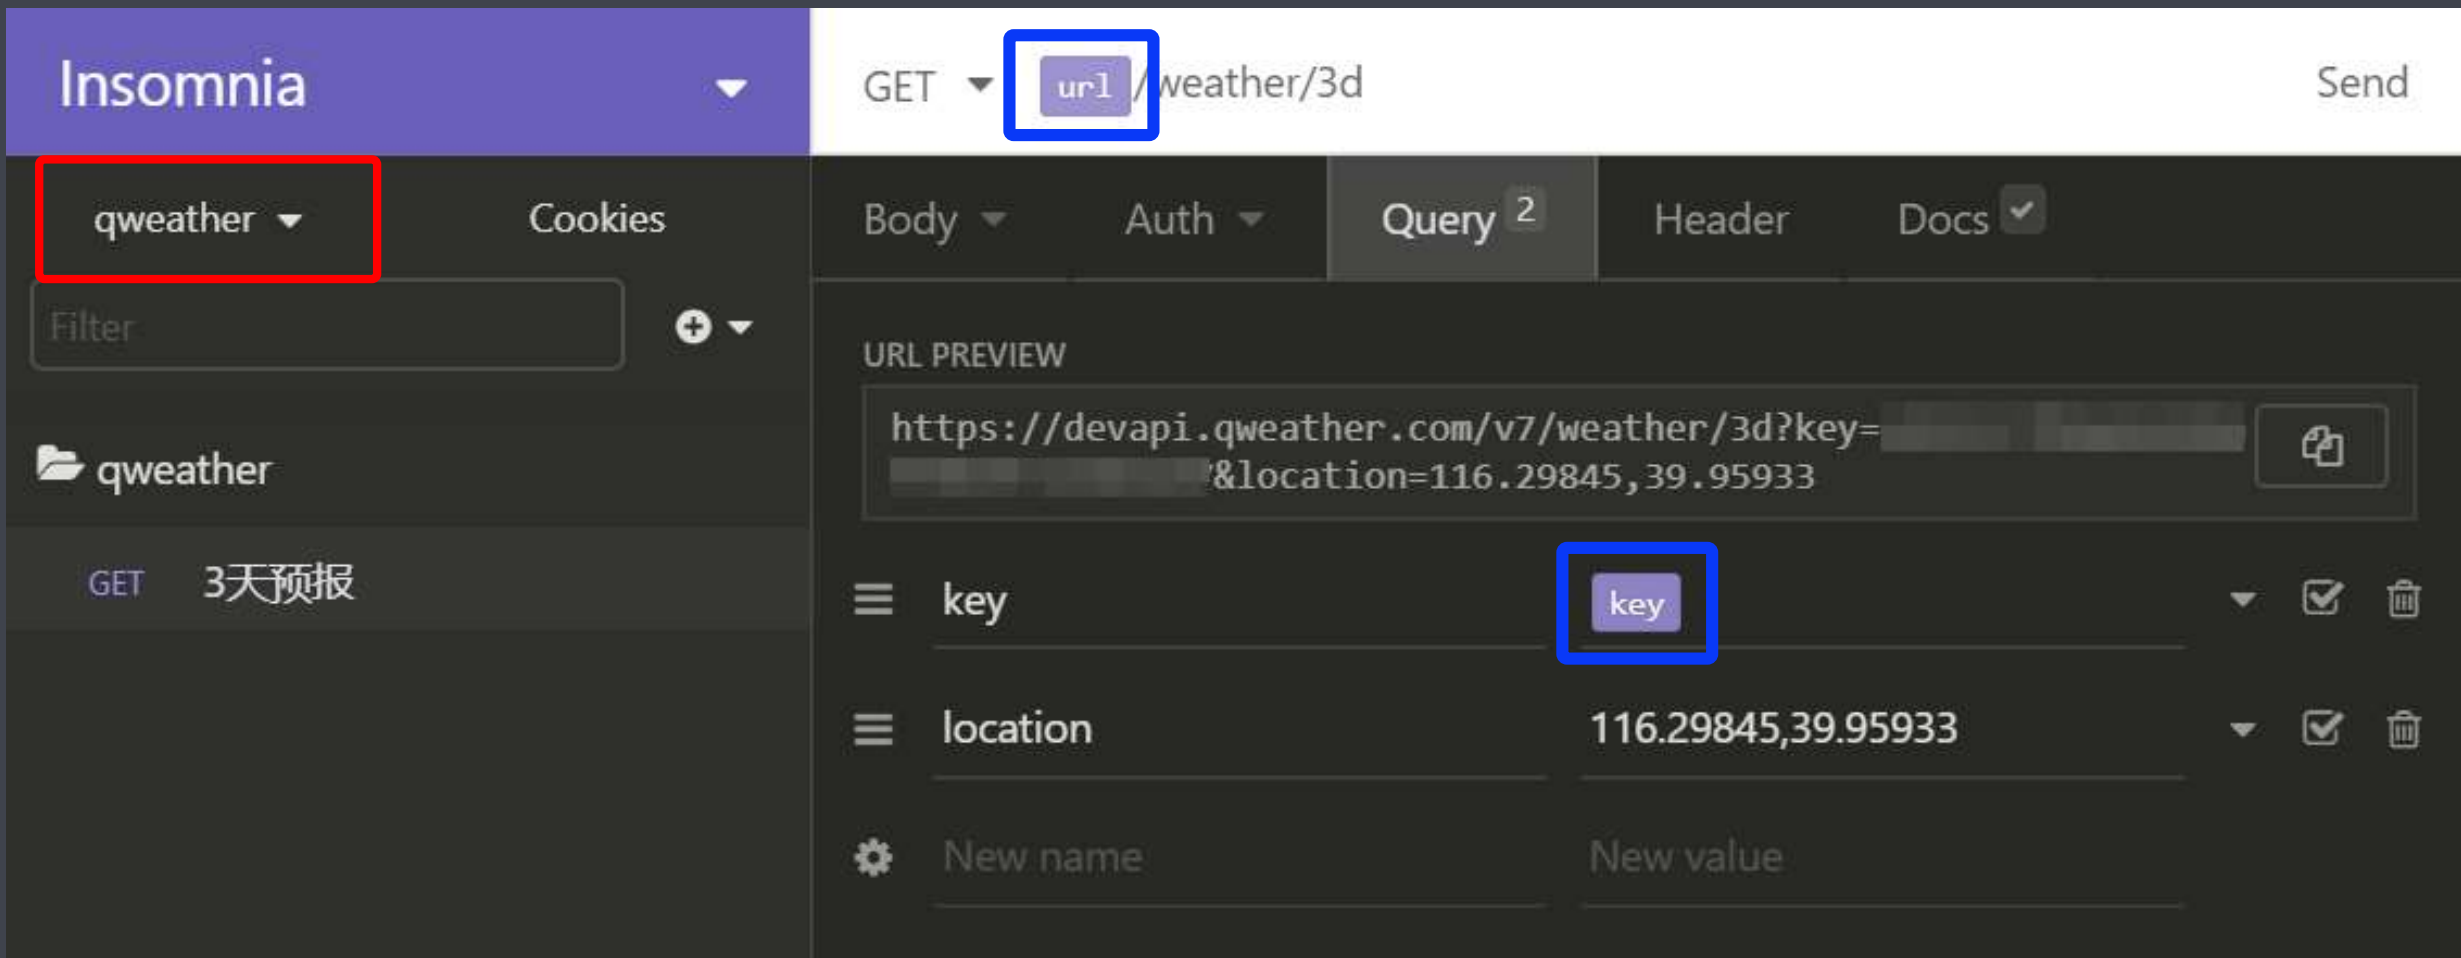 Insomnia
GET url /weather/3d Send
qweather Cookies
Body Auth Query 2 Header Docs
Filter
URL PREVIEW
https://devapi.qweather.com/v7/weather/3d?key=
&location=116.29845,39.95933
qweather
GET 3天预报
key key
location 116.29845,39.95933
New name New value